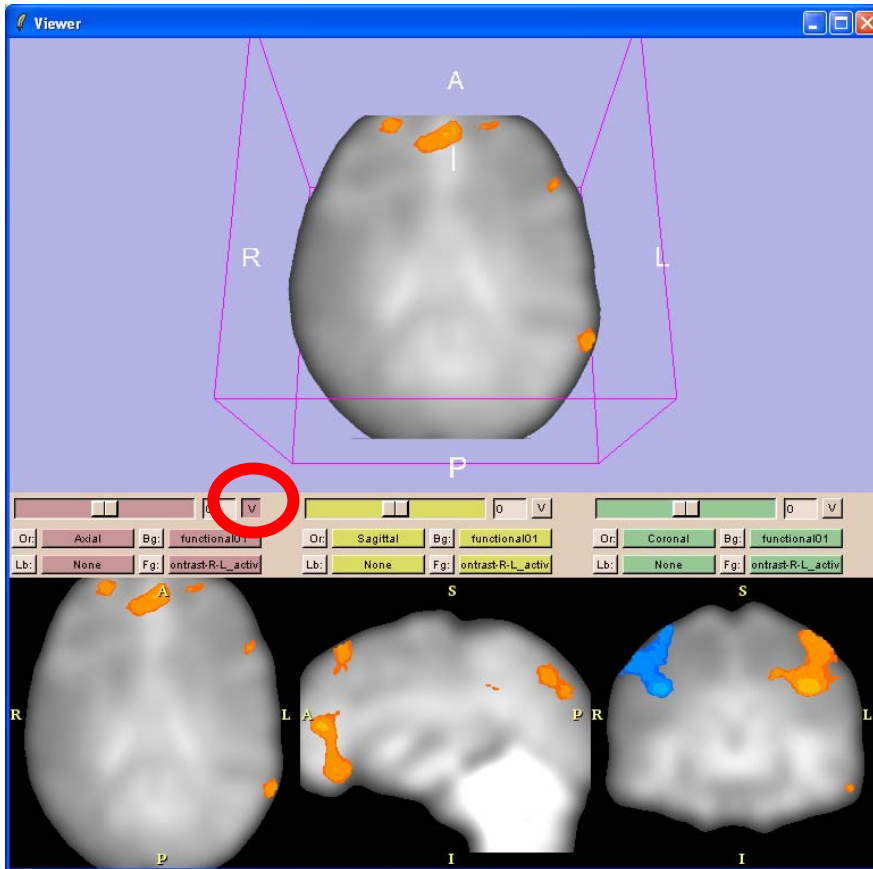 Viewer
A
I
R L
P
0 V 0 V 0 V
Or: Axial Bg: functional01 Or: Sagittal Bg: functional01 Or: Coronal Bg: functional01
Lb: None Fg: ontrast-R-L_activ Lb: None Fg: ontrast-R-L_activ Lb: None Fg: ontrast-R-L_activ
A S S
R L A P R L
P I I